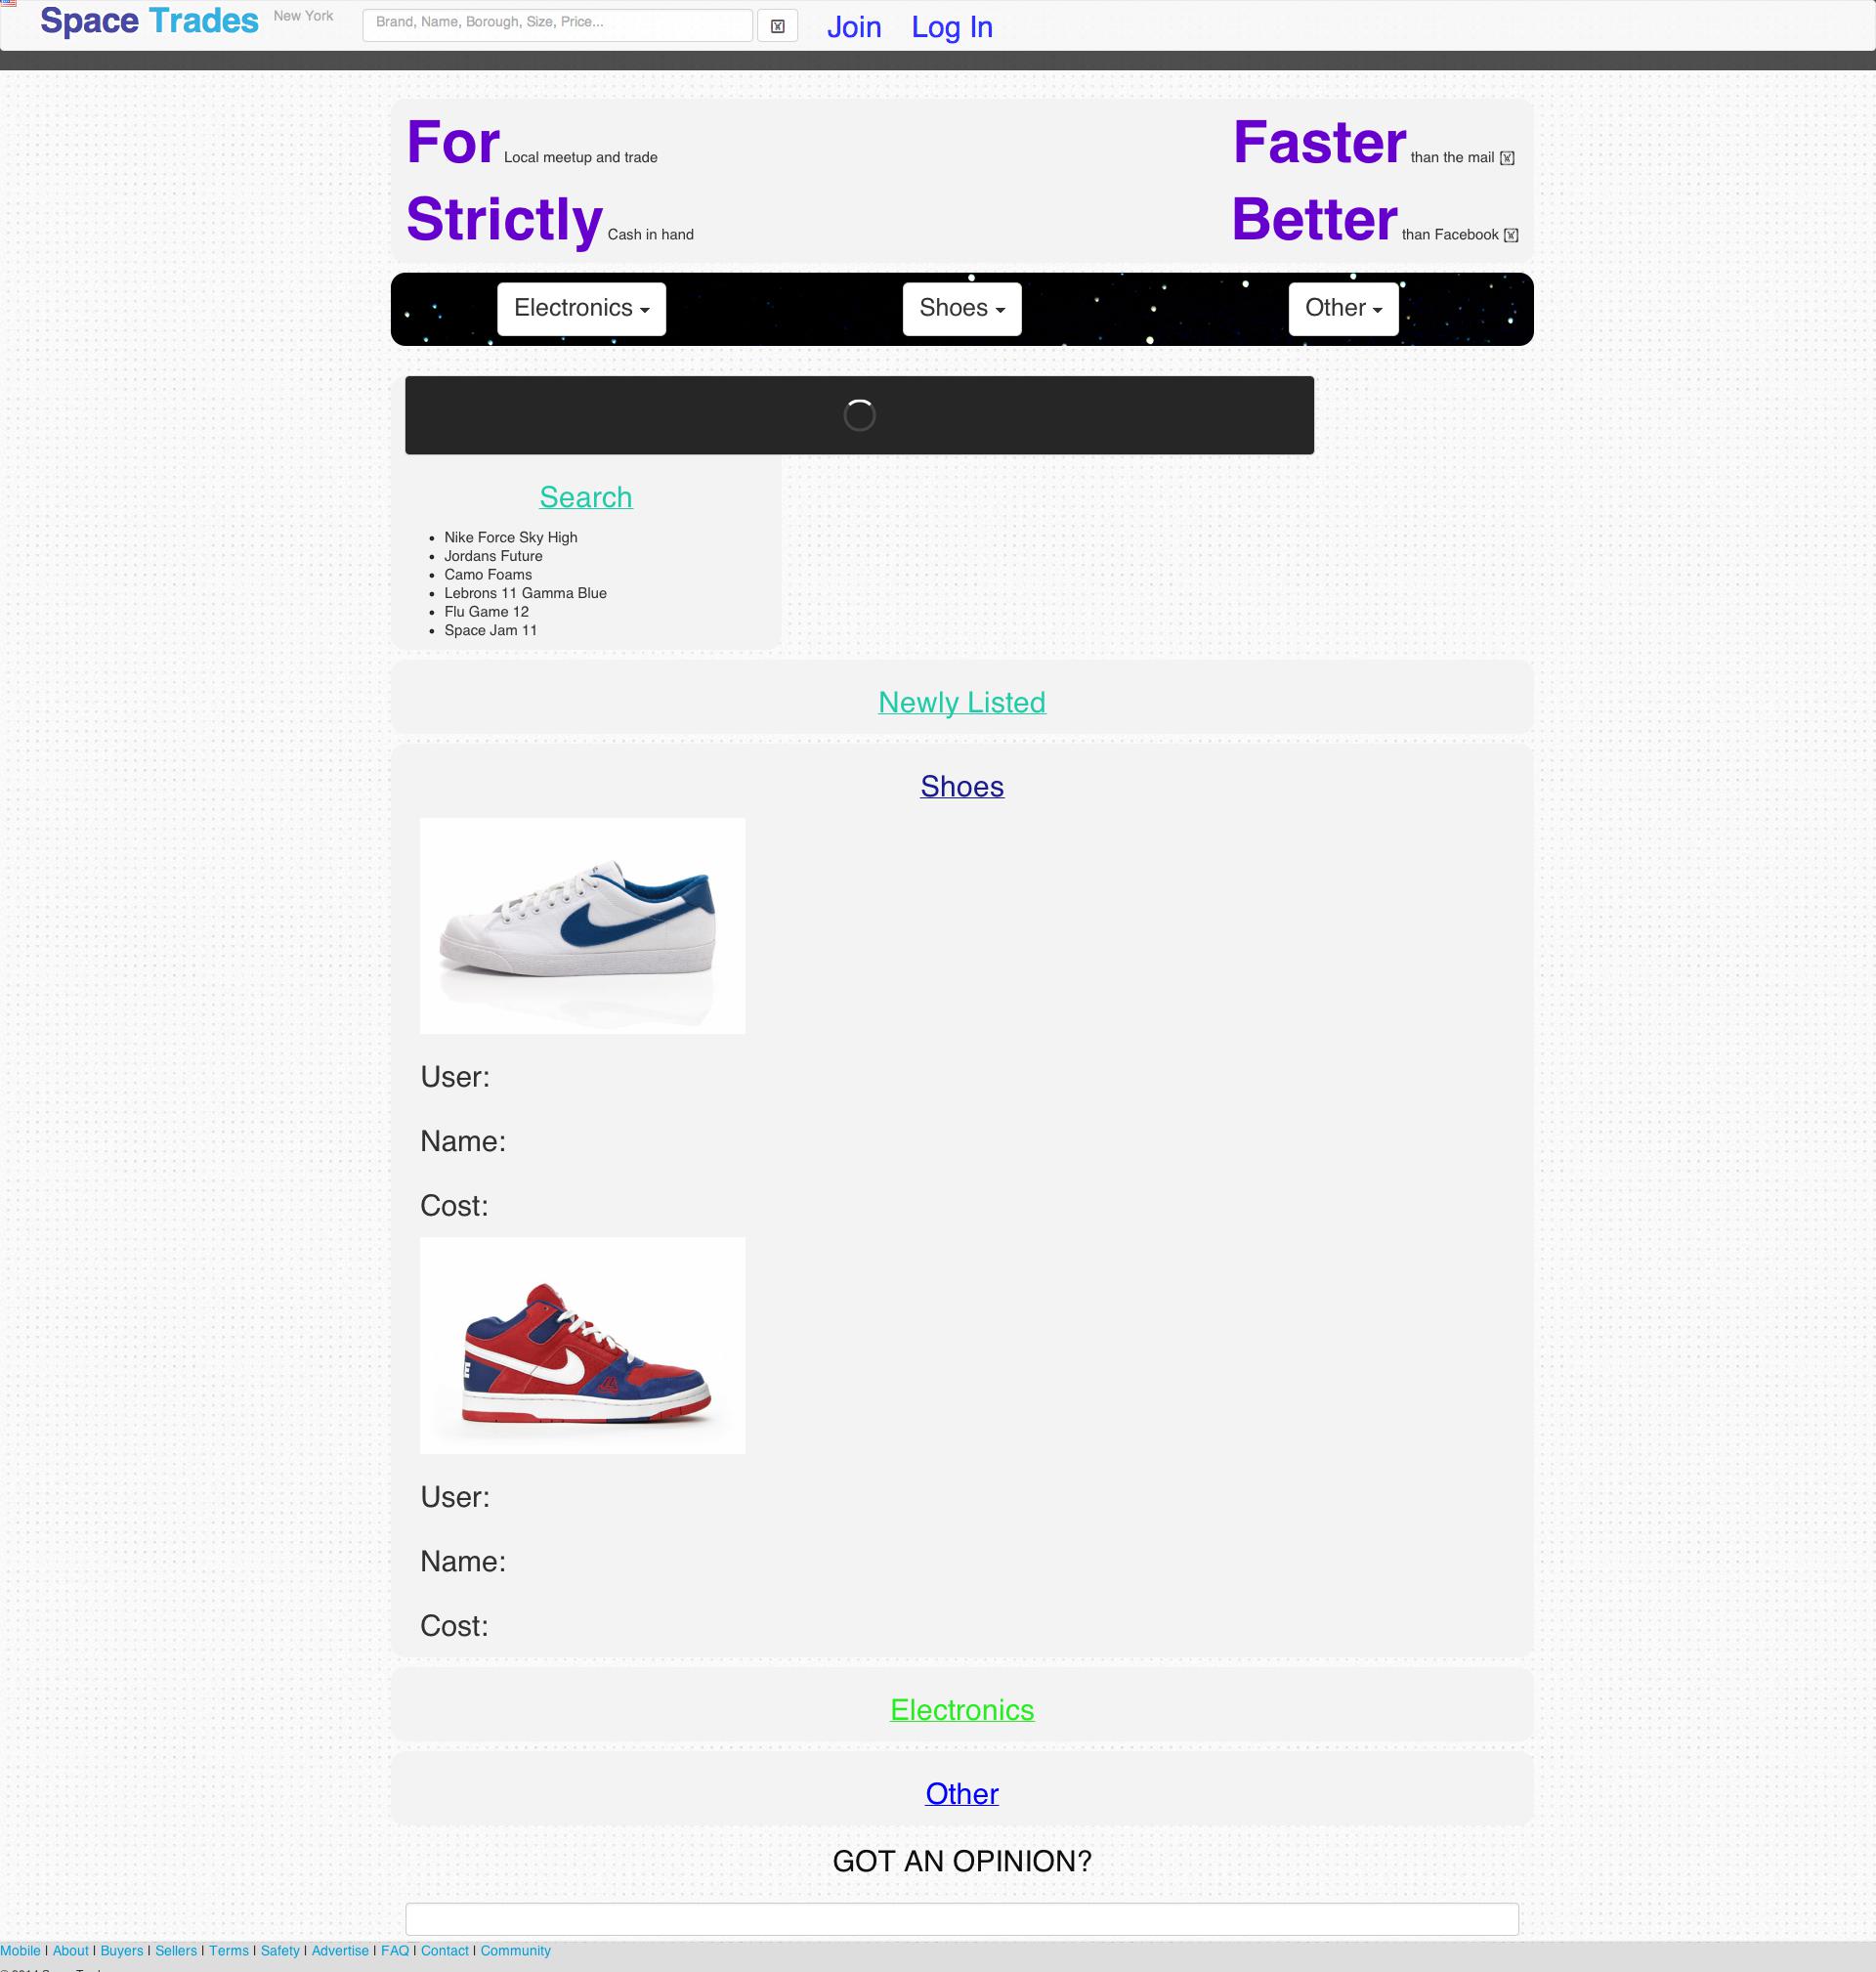 Space Trades New York Brand, Name, Borough, Size, Price... Join Log In
For Local meetup and trade Faster than the mail
Strictly Cash in hand Better than Facebook
Electronics Shoes Other
Search
Nike Force Sky High
Jordans Future
Camo Foams
Lebrons 11 Gamma Blue
Flu Game 12
Space Jam 11
Newly Listed
Shoes
User:
Name:
Cost:
User:
Name:
Cost:
Electronics
Other
GOT AN OPINION?
Mobile | About | Buyers | Sellers | Terms | Safety | Advertise | FAQ | Contact | Community